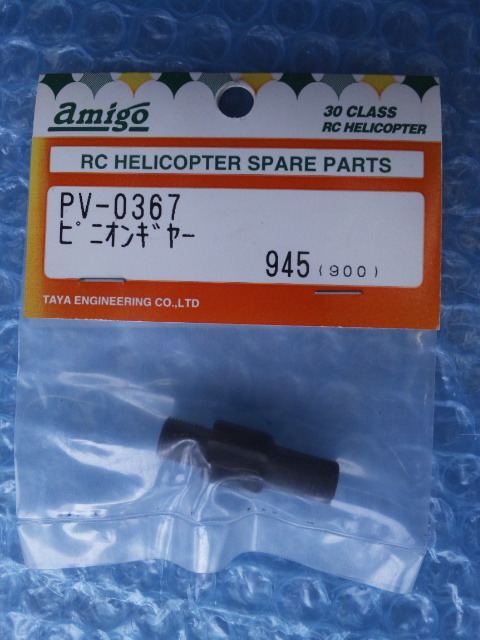 amigo
30 CLASS
RC HELICOPTER
RC HELICOPTER SPARE PARTS
PV-0367
ﾋﾟﾆｵﾝｷﾞﾔｰ
945 (900)
TAYA ENGINEERING CO.,LTD